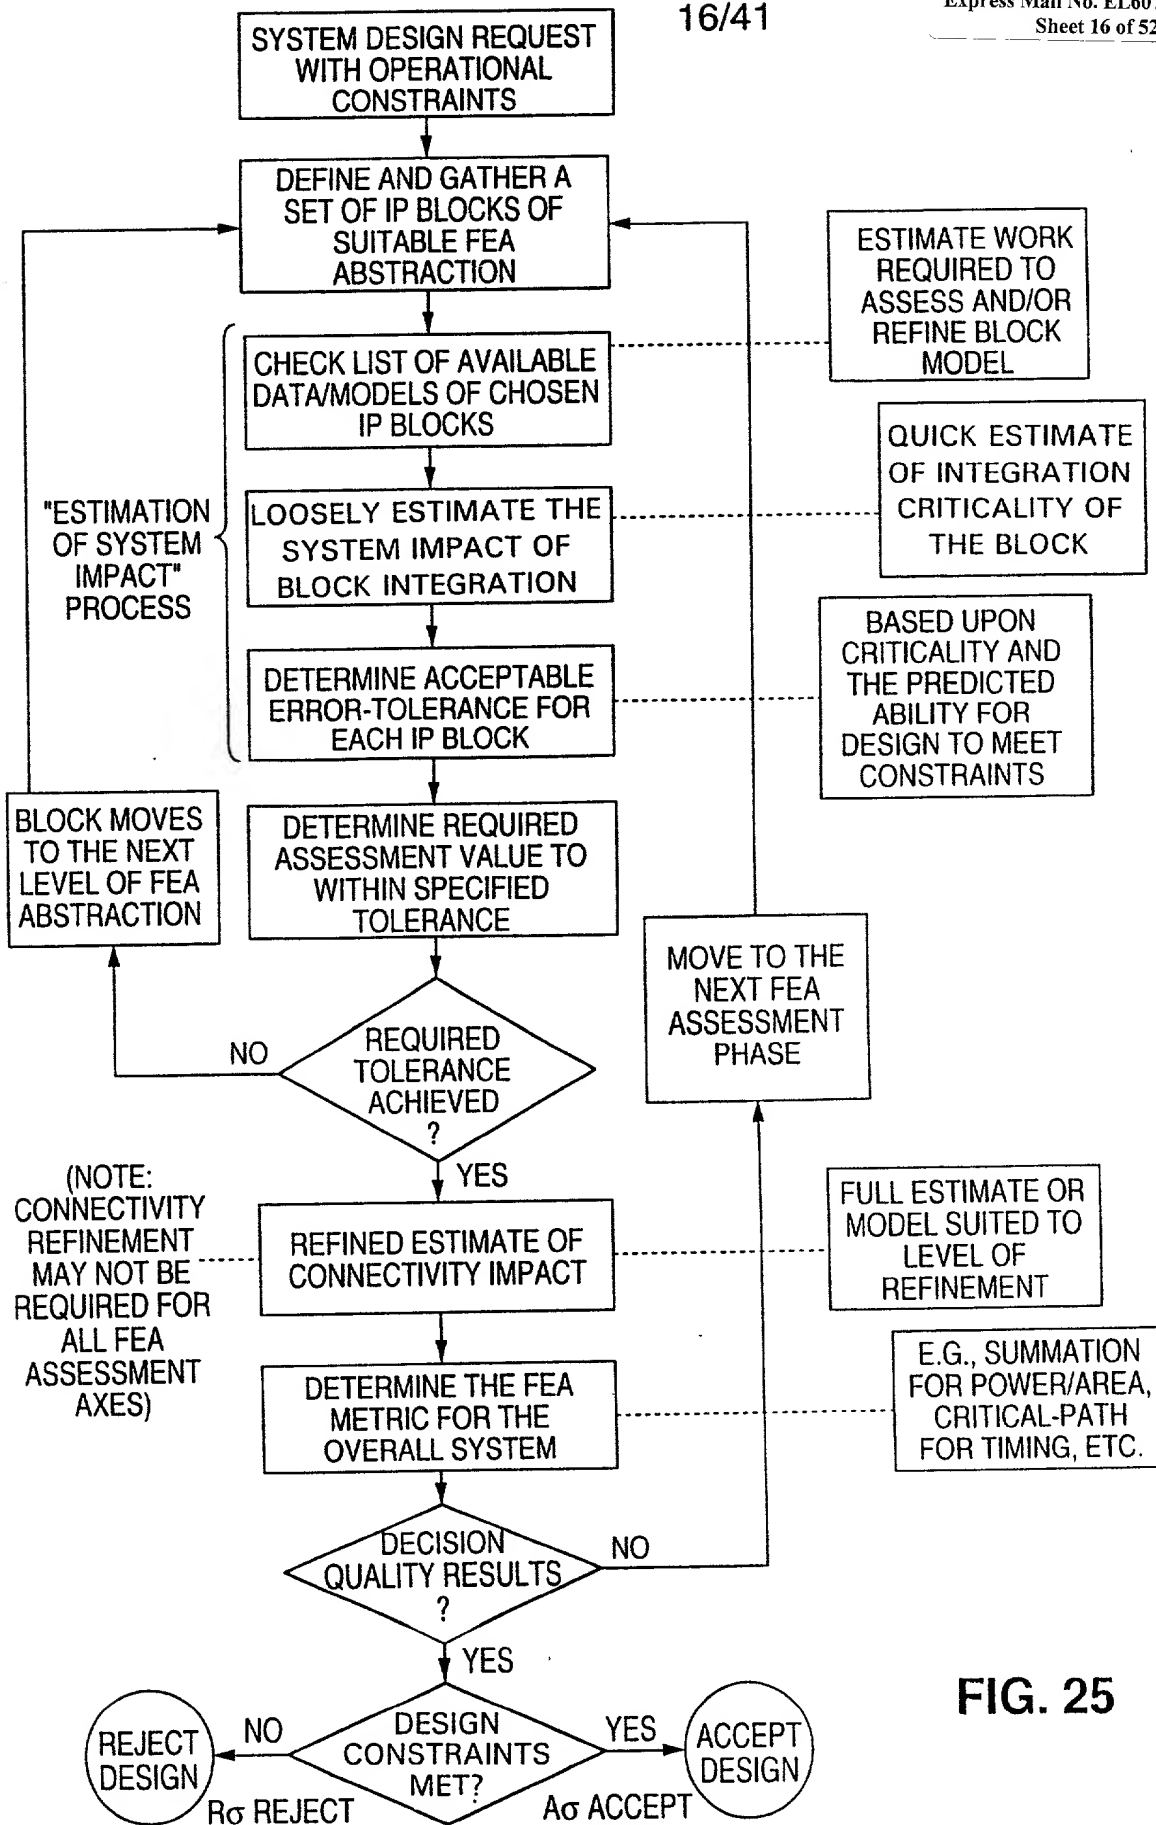 16/41
Express Mail No. EL607
Sheet 16 of 52
SYSTEM DESIGN REQUEST
WITH OPERATIONAL
CONSTRAINTS
DEFINE AND GATHER A
SET OF IP BLOCKS OF
SUITABLE FEA
ABSTRACTION
ESTIMATE WORK
REQUIRED TO
ASSESS AND/OR
REFINE BLOCK
MODEL
CHECK LIST OF AVAILABLE
DATA/MODELS OF CHOSEN
IP BLOCKS
QUICK ESTIMATE
OF INTEGRATION
CRITICALITY OF
THE BLOCK
"ESTIMATION
OF SYSTEM
IMPACT"
PROCESS
LOOSELY ESTIMATE THE
SYSTEM IMPACT OF
BLOCK INTEGRATION
BASED UPON
CRITICALITY AND
THE PREDICTED
ABILITY FOR
DESIGN TO MEET
CONSTRAINTS
DETERMINE ACCEPTABLE
ERROR-TOLERANCE FOR
EACH IP BLOCK
BLOCK MOVES
TO THE NEXT
LEVEL OF FEA
ABSTRACTION
DETERMINE REQUIRED
ASSESSMENT VALUE TO
WITHIN SPECIFIED
TOLERANCE
MOVE TO THE
NEXT FEA
ASSESSMENT
PHASE
NO
REQUIRED
TOLERANCE
ACHIEVED
?
YES
(NOTE:
CONNECTIVITY
REFINEMENT
MAY NOT BE
REQUIRED FOR
ALL FEA
ASSESSMENT
AXES)
REFINED ESTIMATE OF
CONNECTIVITY IMPACT
FULL ESTIMATE OR
MODEL SUITED TO
LEVEL OF
REFINEMENT
DETERMINE THE FEA
METRIC FOR THE
OVERALL SYSTEM
E.G., SUMMATION
FOR POWER/AREA,
CRITICAL-PATH
FOR TIMING, ETC.
DECISION
QUALITY RESULTS
?
NO
YES
FIG. 25
REJECT
DESIGN
NO
DESIGN
CONSTRAINTS
MET?
YES
ACCEPT
DESIGN
Rσ REJECT
Aσ ACCEPT